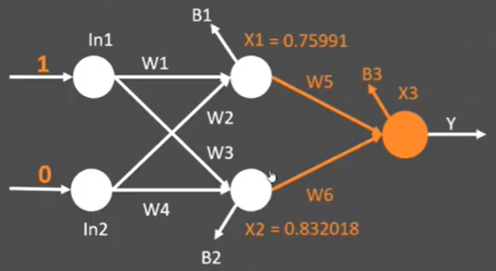 B1
In1
X1 = 0.75991
1
W1
W5
B3
X3
W2
Y
W3
0
W4
W6
In2
X2 = 0.832018
B2